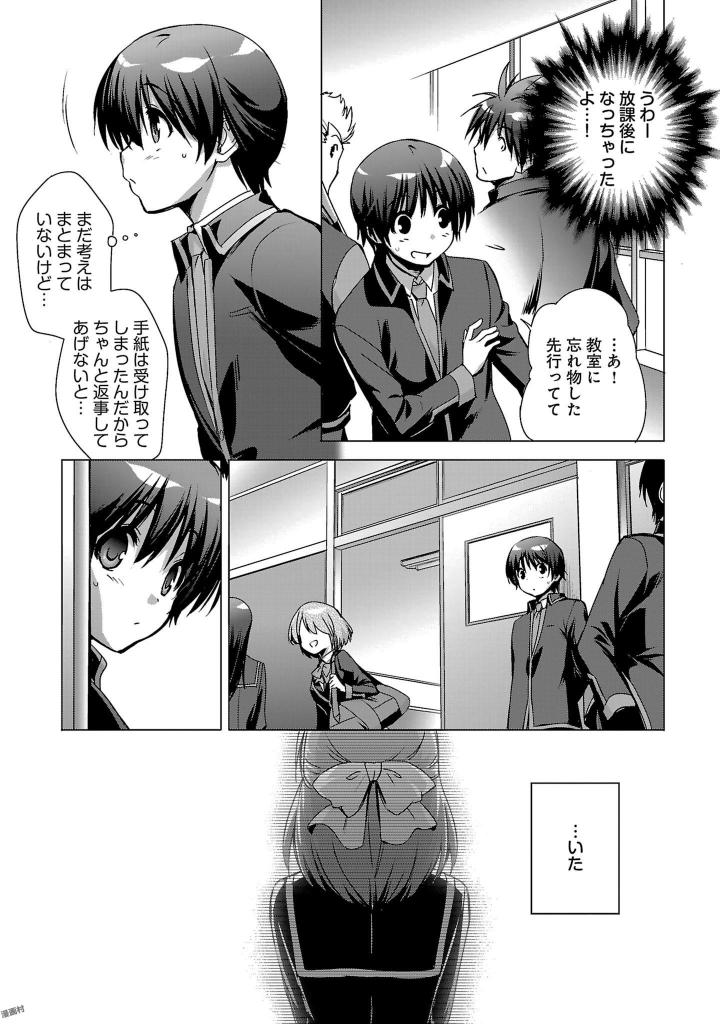 うわー
放課後に
なっちゃった
よ…！
…あ！
教室に
忘れ物した
先行ってて
まだ考えは
まとまって
いないけど…
手紙は受け取って
しまったんだから
ちゃんと返事して
あげないと…
…いた
漫画村